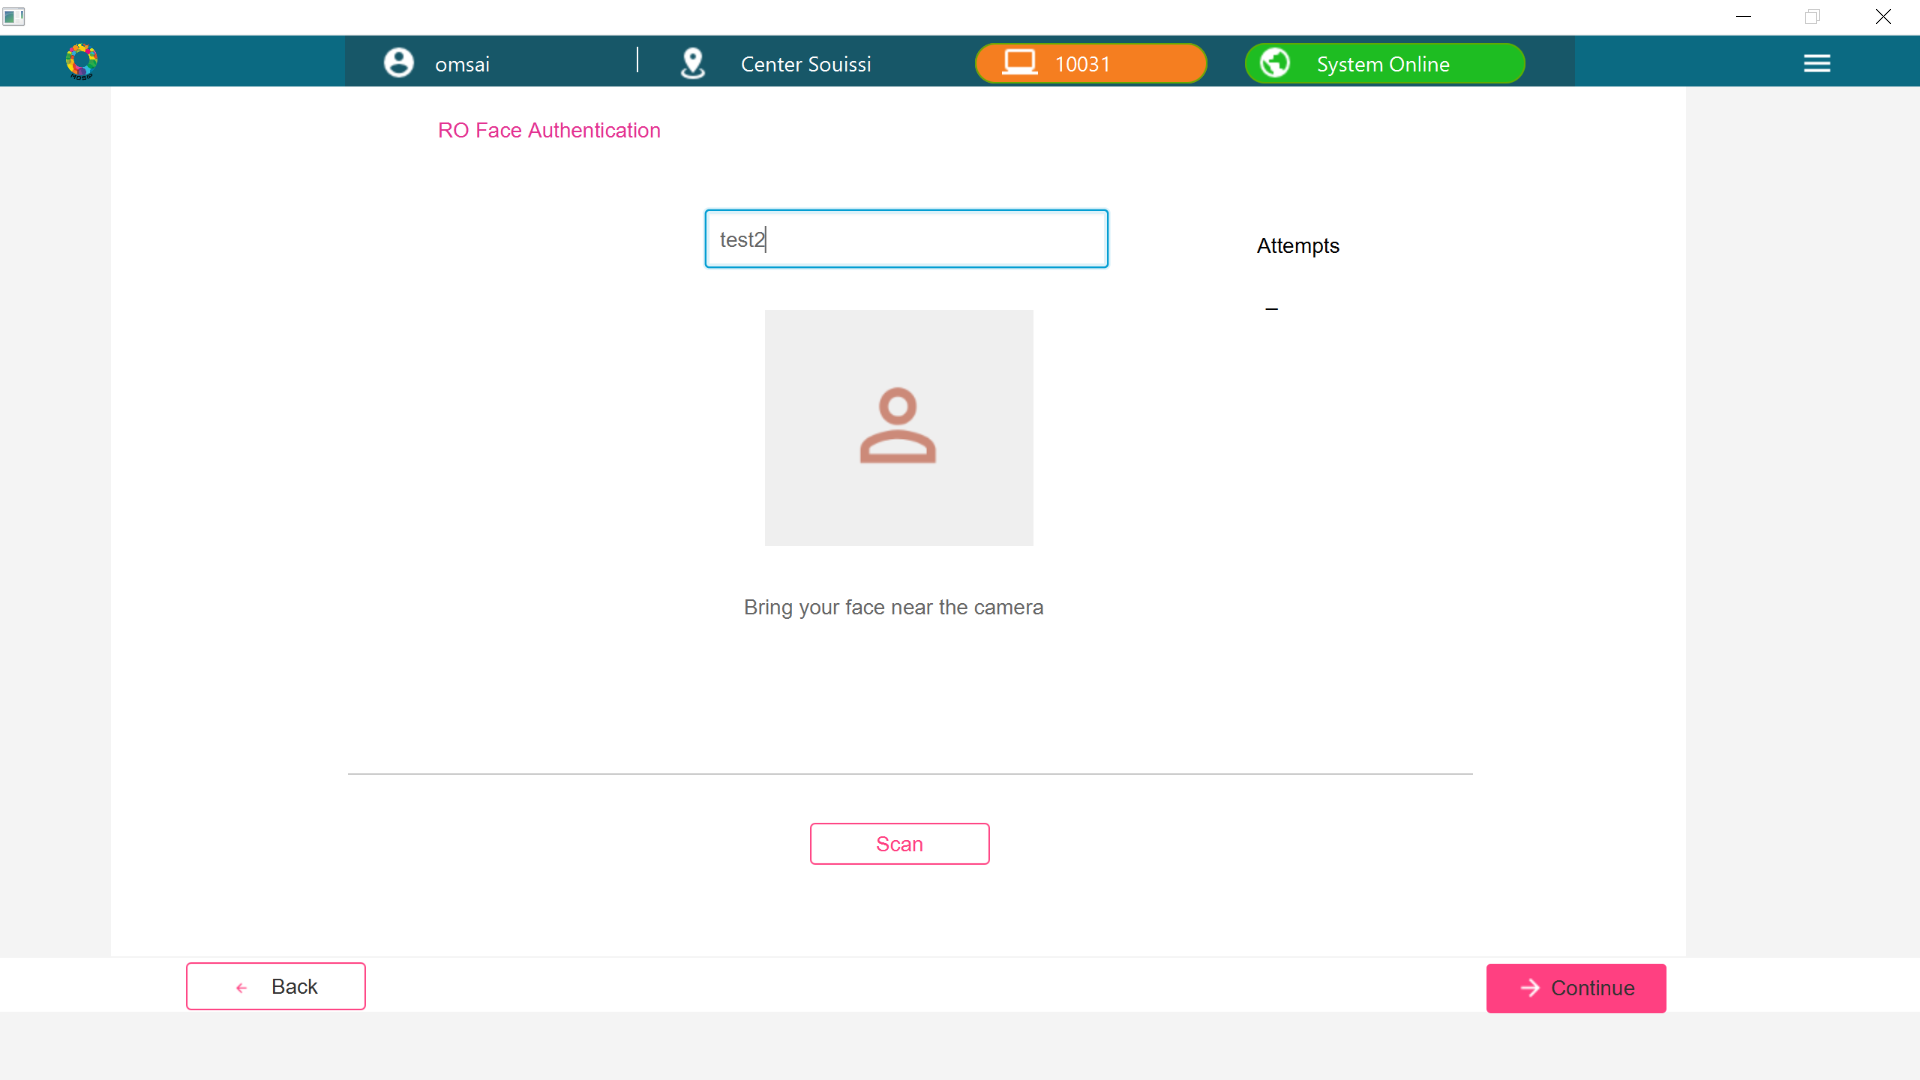 omsai
Center Souissi
10031
System Online
RO Face Authentication
test2
Attempts
–
Bring your face near the camera
Scan
Back
Continue